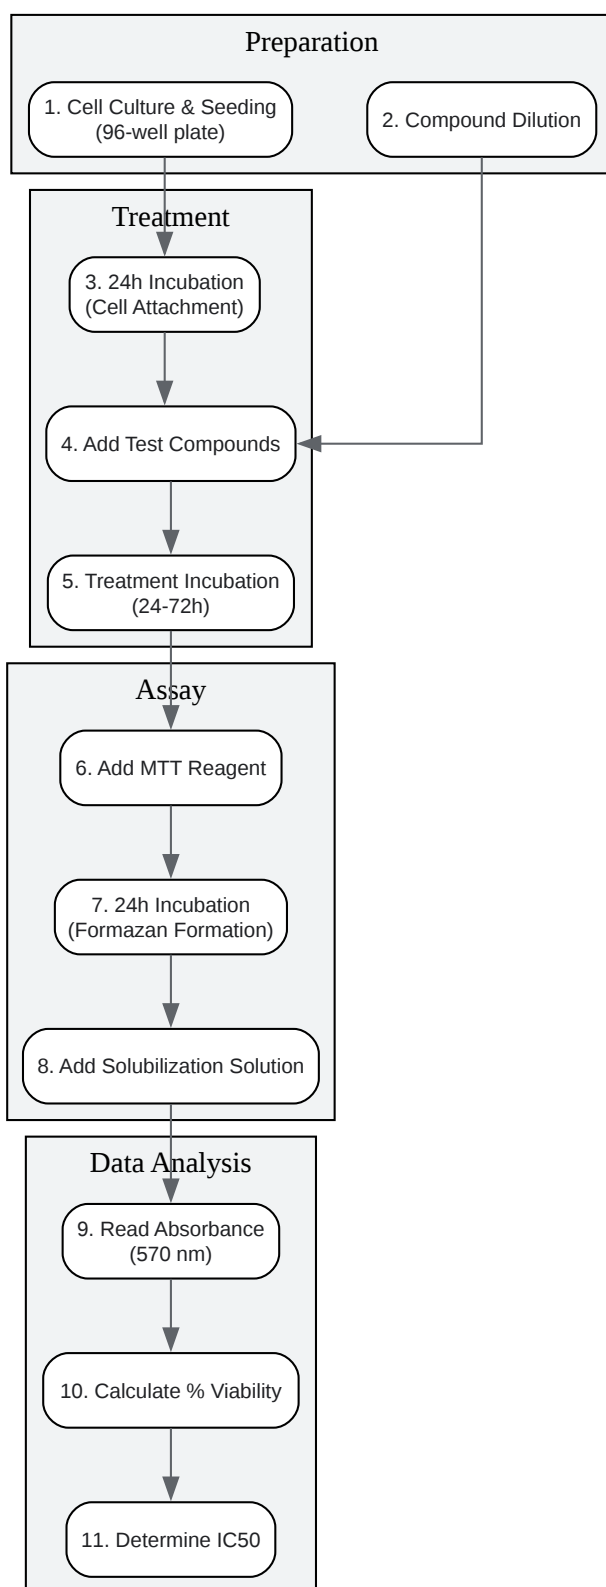 Preparation
1. Cell Culture & Seeding
(96-well plate)
2. Compound Dilution
Treatment
3. 24h Incubation
(Cell Attachment)
4. Add Test Compounds
5. Treatment Incubation
(24-72h)
Assay
6. Add MTT Reagent
7. 24h Incubation
(Formazan Formation)
8. Add Solubilization Solution
Data Analysis
9. Read Absorbance
(570 nm)
10. Calculate % Viability
11. Determine IC50